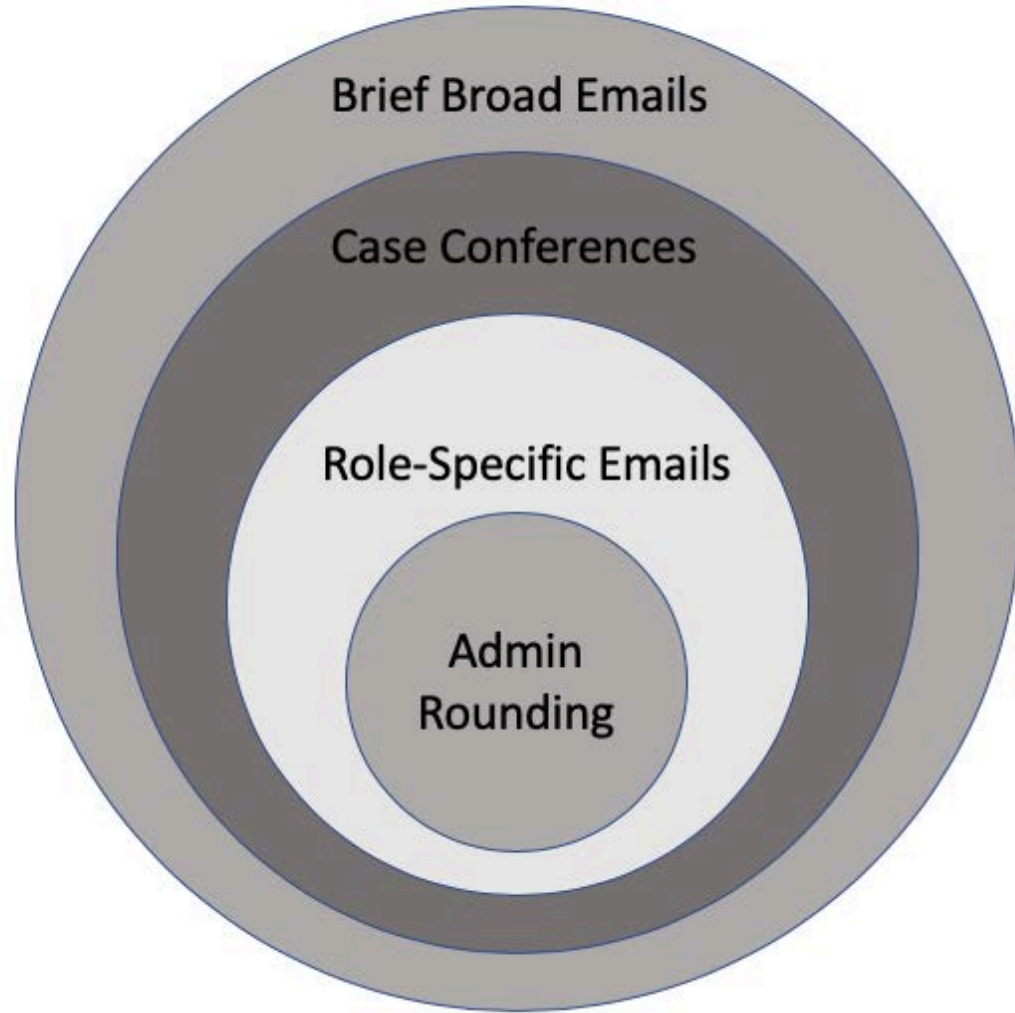 Brief Broad Emails
Case Conferences
Role-Specific Emails
Admin
Rounding